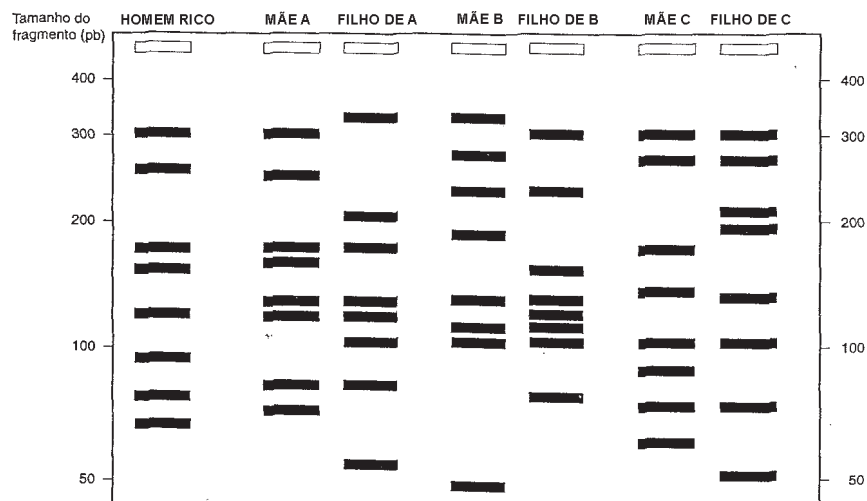 Tamanho do
fragmento (pb)
HOMEM RICO MÃE A FILHO DE A MÃE B FILHO DE B MÃE C FILHO DE C
400 400
300 300
200 200
100 100
50 50